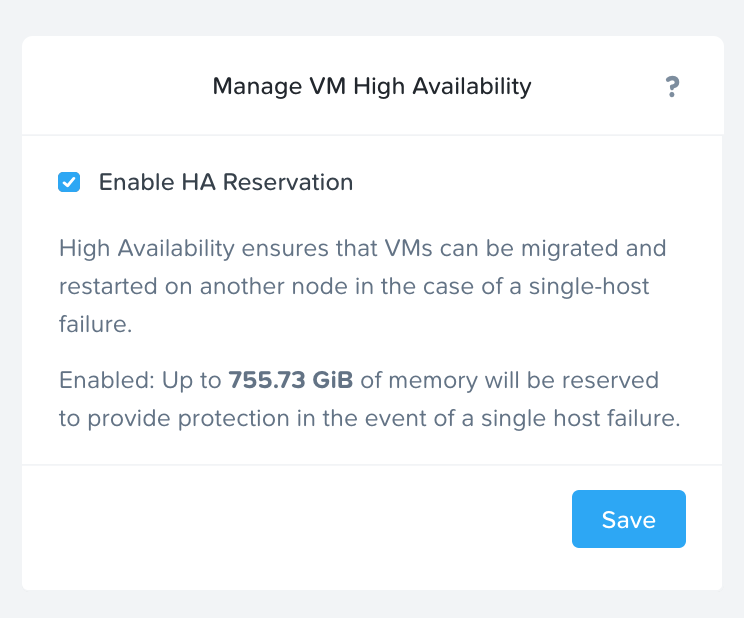 Manage VM High Availability
?
Enable HA Reservation
High Availability ensures that VMs can be migrated and
restarted on another node in the case of a single-host
failure.
Enabled: Up to 755.73 GiB of memory will be reserved
to provide protection in the event of a single host failure.
Save